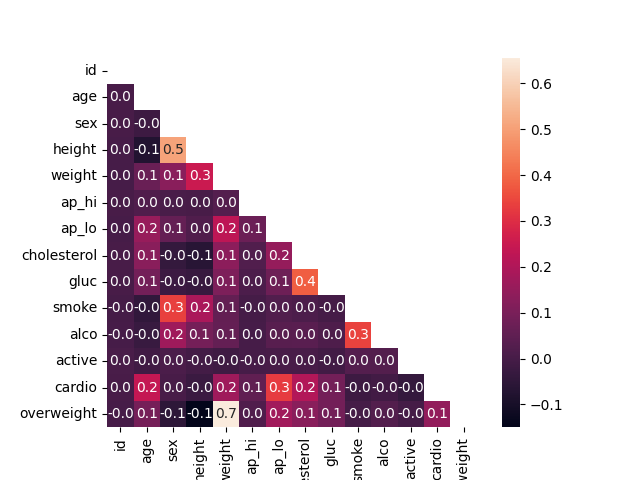 id
age 0.0
sex 0.0 -0.0
height 0.0 -0.1 0.5
weight 0.0 0.1 0.1 0.3
ap_hi 0.0 0.0 0.0 0.0 0.0
ap_lo 0.0 0.2 0.1 0.0 0.2 0.1
cholesterol 0.0 0.1 -0.0 -0.1 0.1 0.0 0.2
gluc 0.0 0.1 -0.0 -0.0 0.1 0.0 0.1 0.4
smoke -0.0 -0.0 0.3 0.2 0.1 -0.0 0.0 0.0 -0.0
alco 0.0 -0.0 0.2 0.1 0.1 0.0 0.0 0.0 0.0 0.3
active 0.0 -0.0 0.0 -0.0 -0.0 -0.0 0.0 0.0 -0.0 0.0 0.0
cardio 0.0 0.2 0.0 -0.0 0.2 0.1 0.3 0.2 0.1 -0.0 -0.0 -0.0
overweight -0.0 0.1 -0.1 -0.1 0.7 0.0 0.2 0.1 0.1 -0.0 0.0 -0.0 0.1
id age sex height weight ap_hi ap_lo esterol gluc smoke alco active cardio weight
0.6
0.5
0.4
0.3
0.2
0.1
0.0
−0.1